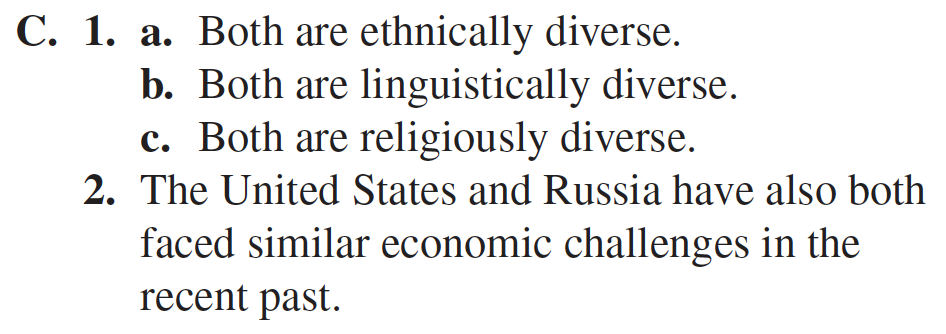 C. 1. a. Both are ethnically diverse.
b. Both are linguistically diverse.
c. Both are religiously diverse.
2. The United States and Russia have also both
faced similar economic challenges in the
recent past.